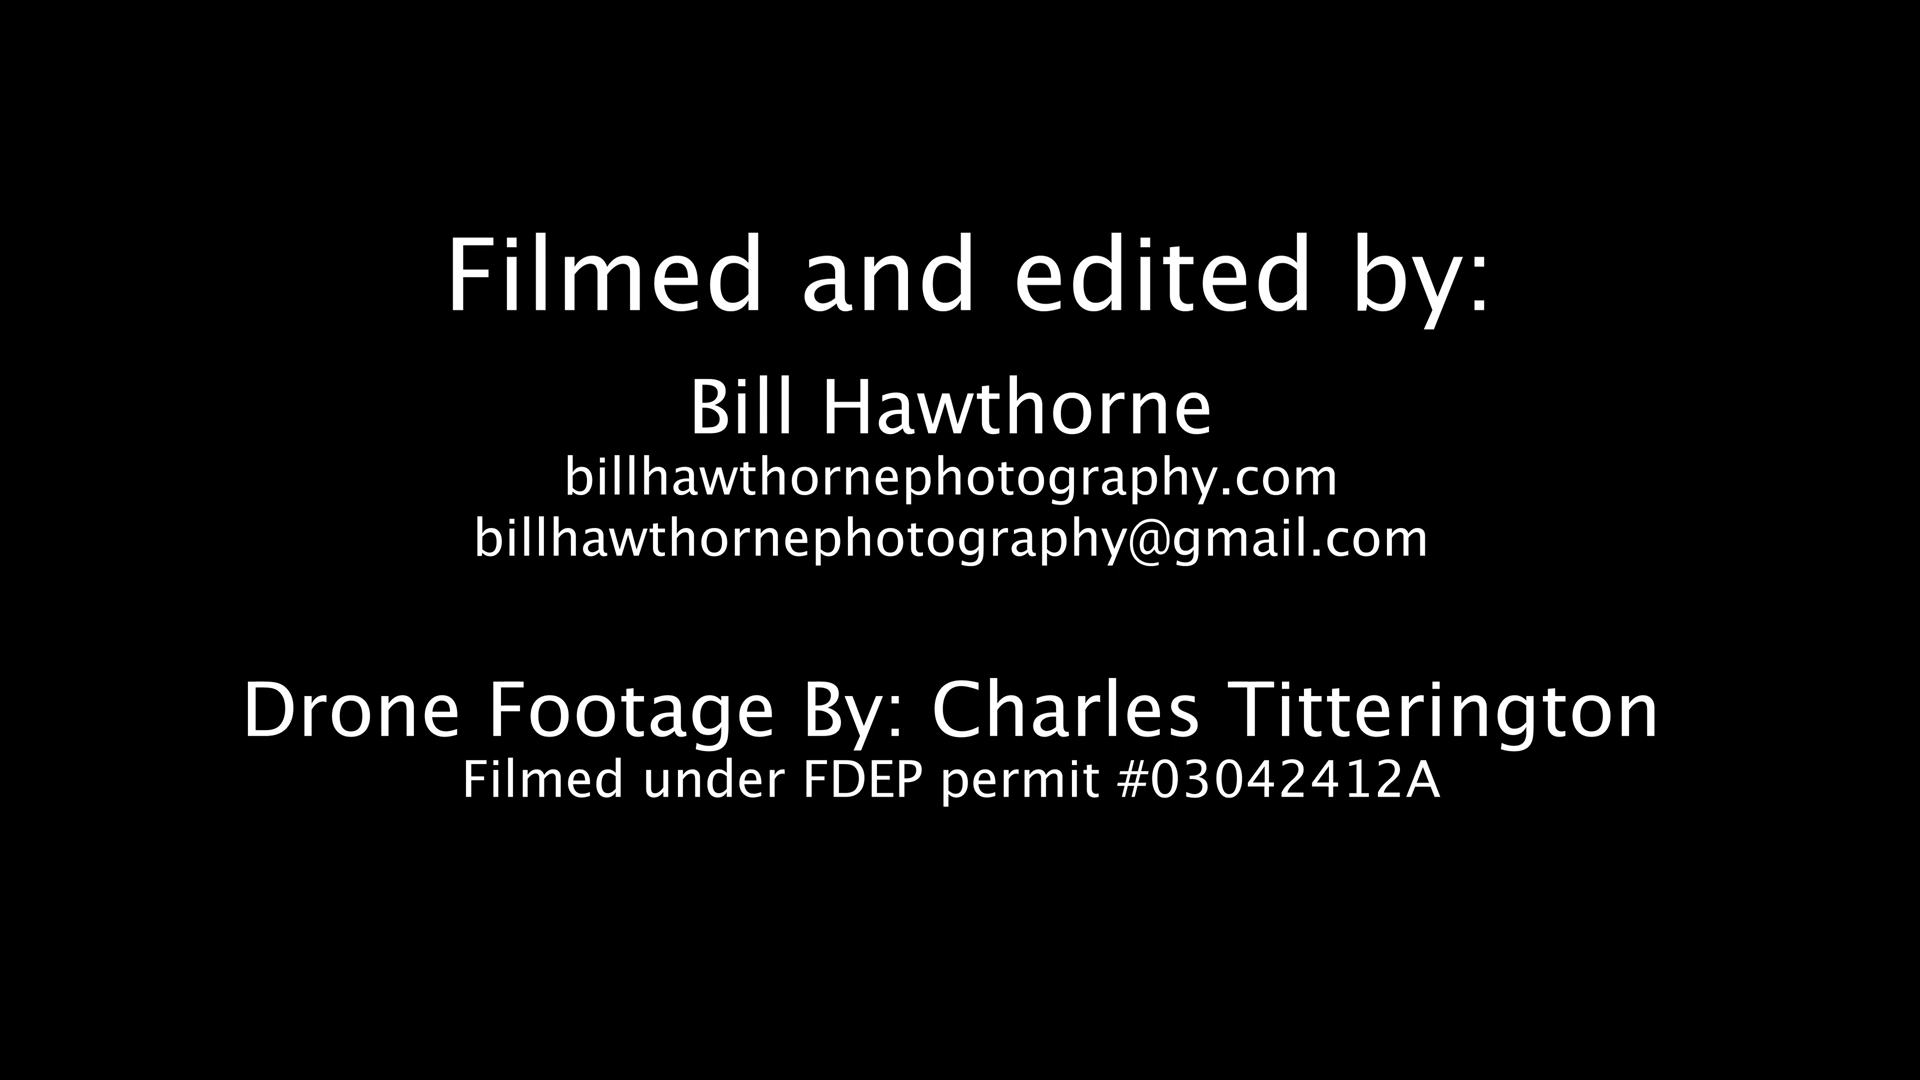 Filmed and edited by:
Bill Hawthorne
billhawthornephotography.com
billhawthornephotography@gmail.com
Drone Footage By: Charles Titterington
Filmed under FDEP permit #03042412A